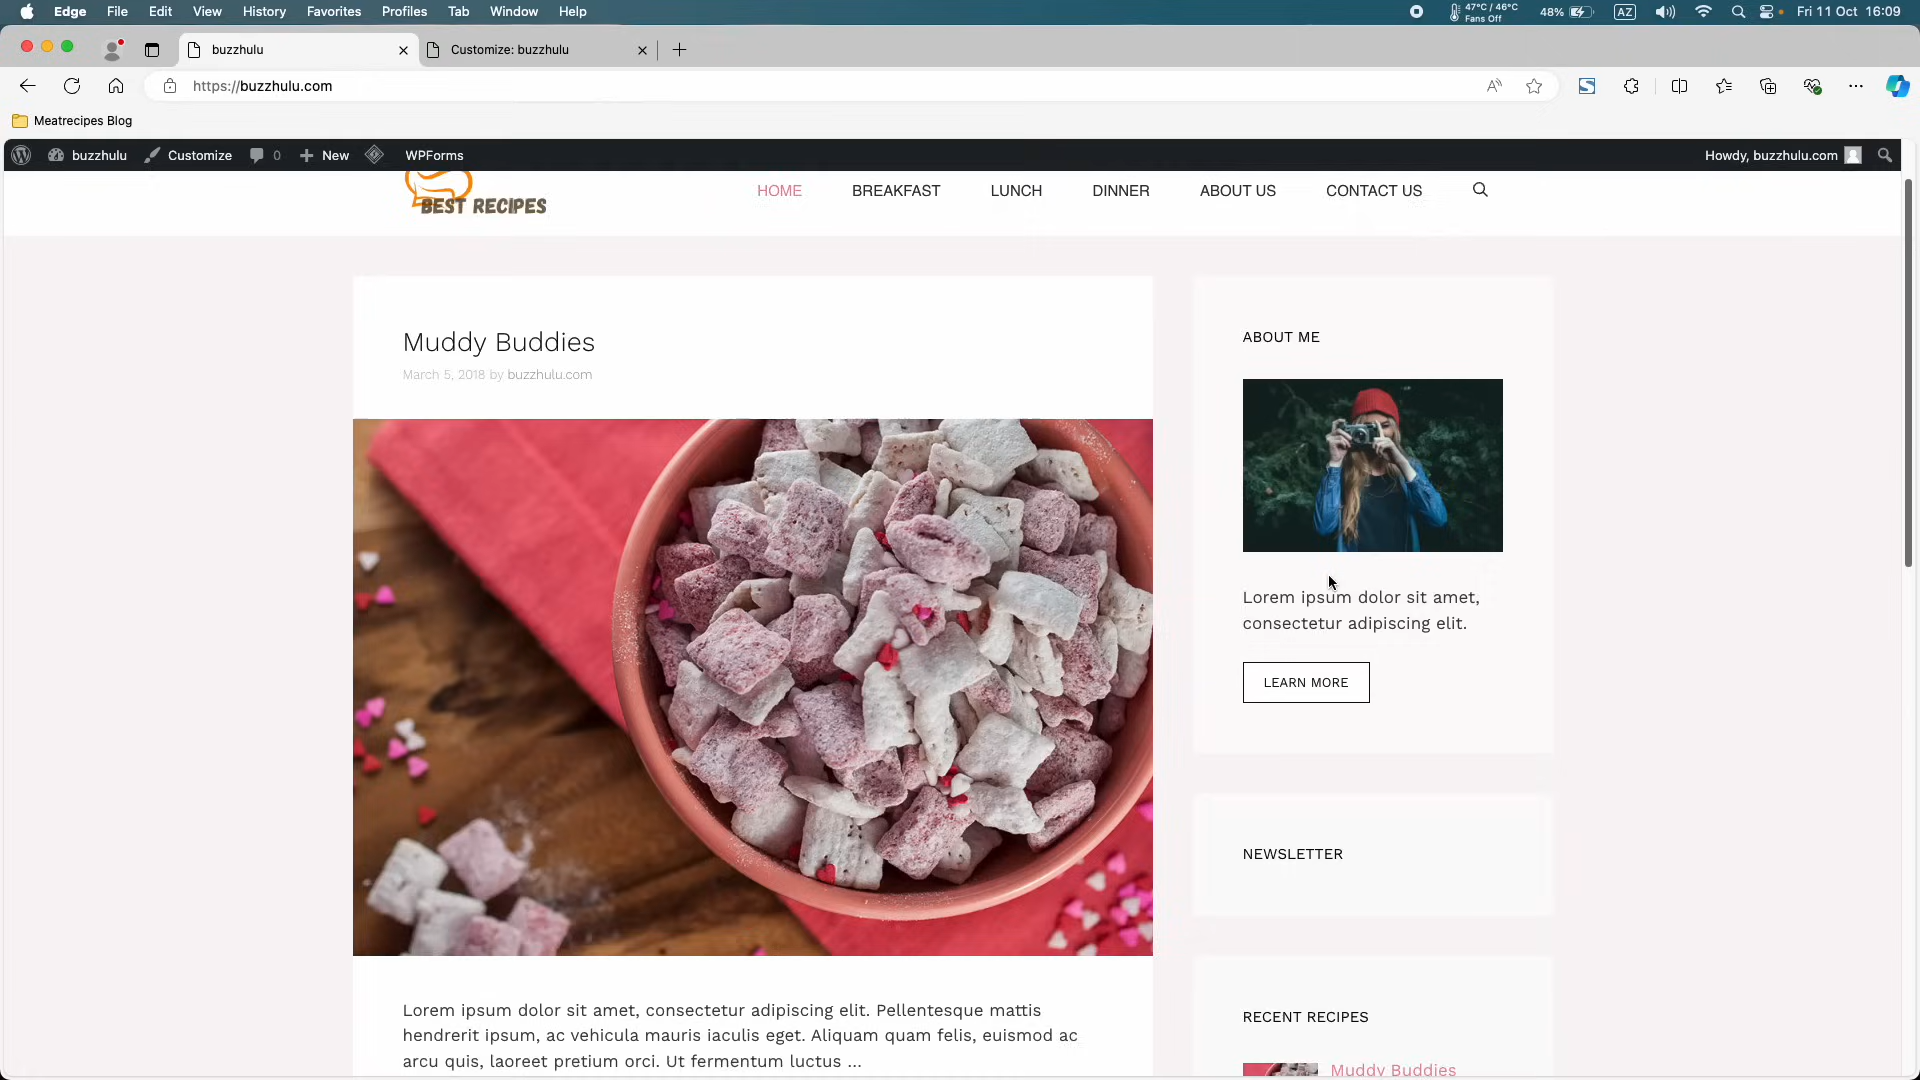 Edge File Edit View History Favorites Profiles Tab Window Help 47°C / 46°C Fans Off 48% AZ Fri 11 Oct 16:09
buzzhulu Customize: buzzhulu
https://buzzhulu.com
Meatrecipes Blog
buzzhulu Customize 0 New WPForms Howdy, buzzhulu.com
BEST RECIPES HOME BREAKFAST LUNCH DINNER ABOUT US CONTACT US
Muddy Buddies
March 5, 2018 by buzzhulu.com
Lorem ipsum dolor sit amet, consectetur adipiscing elit. Pellentesque mattis
hendrerit ipsum, ac vehicula mauris iaculis eget. Aliquam quam felis, euismod ac
arcu quis, laoreet pretium orci. Ut fermentum luctus ...
ABOUT ME
Lorem ipsum dolor sit amet,
consectetur adipiscing elit.
LEARN MORE
NEWSLETTER
RECENT RECIPES
Muddy Buddies